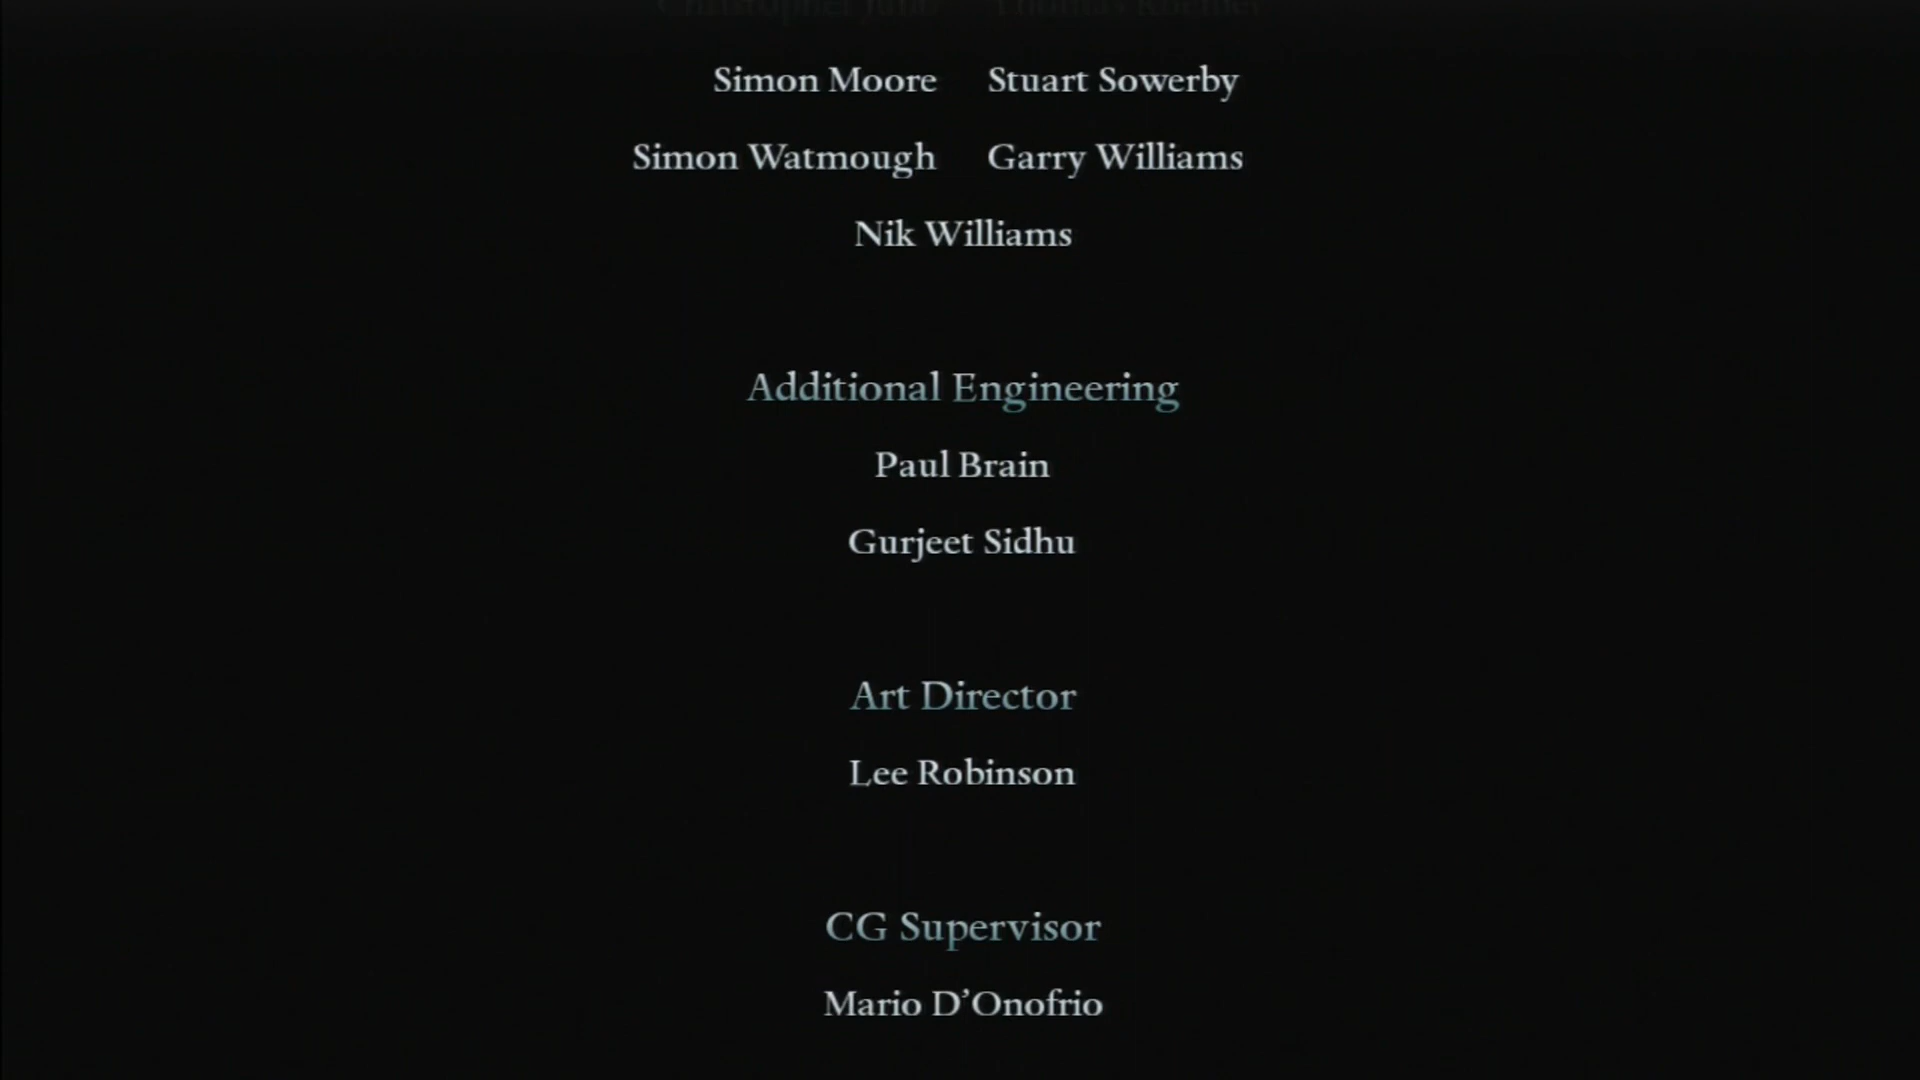 Simon Moore Stuart Sowerby
Simon Watmough Garry Williams
Nik Williams
Additional Engineering
Paul Brain
Gurjeet Sidhu
Art Director
Lee Robinson
CG Supervisor
Mario D’Onofrio